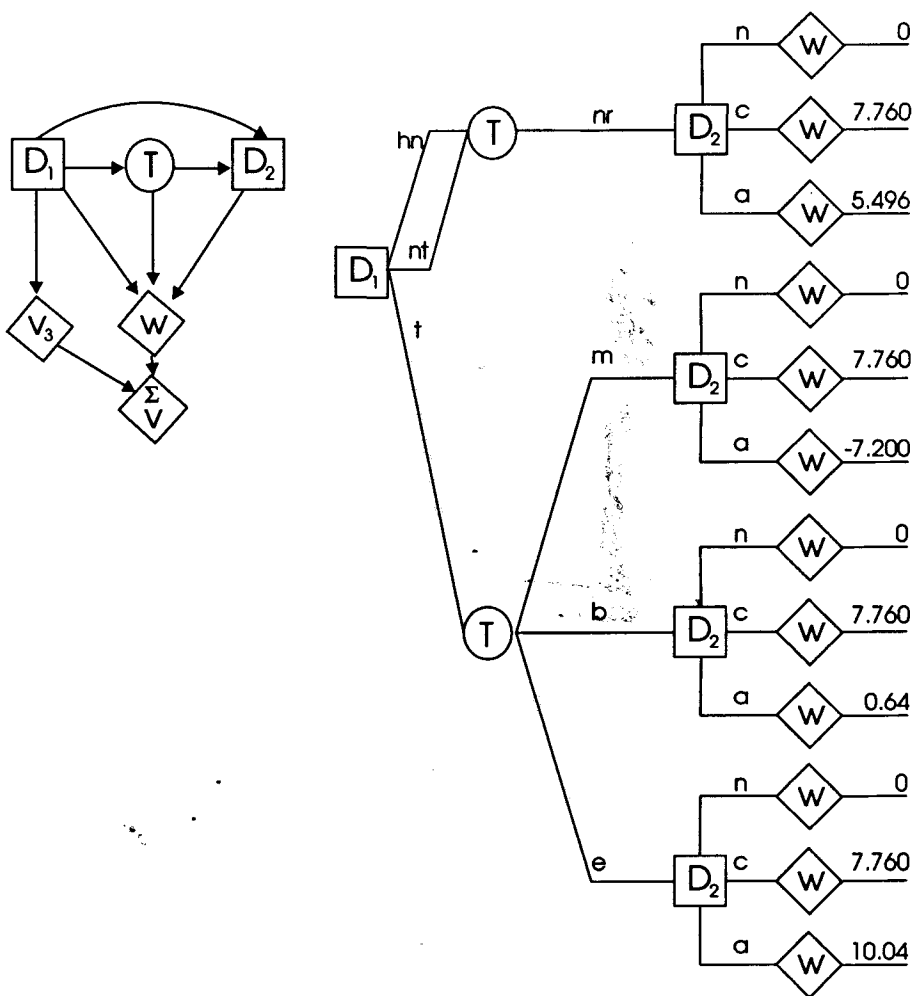 D₁ T D₂
V₃ W
Σ
V
D₁
hn
nt
t
T nr
D₂
n W 0
c W 7.760
a W 5.496
T
m
D₂
n W 0
c W 7.760
a W -7.200
b
D₂
n W 0
c W 7.760
a W 0.64
e
D₂
n W 0
c W 7.760
a W 10.04